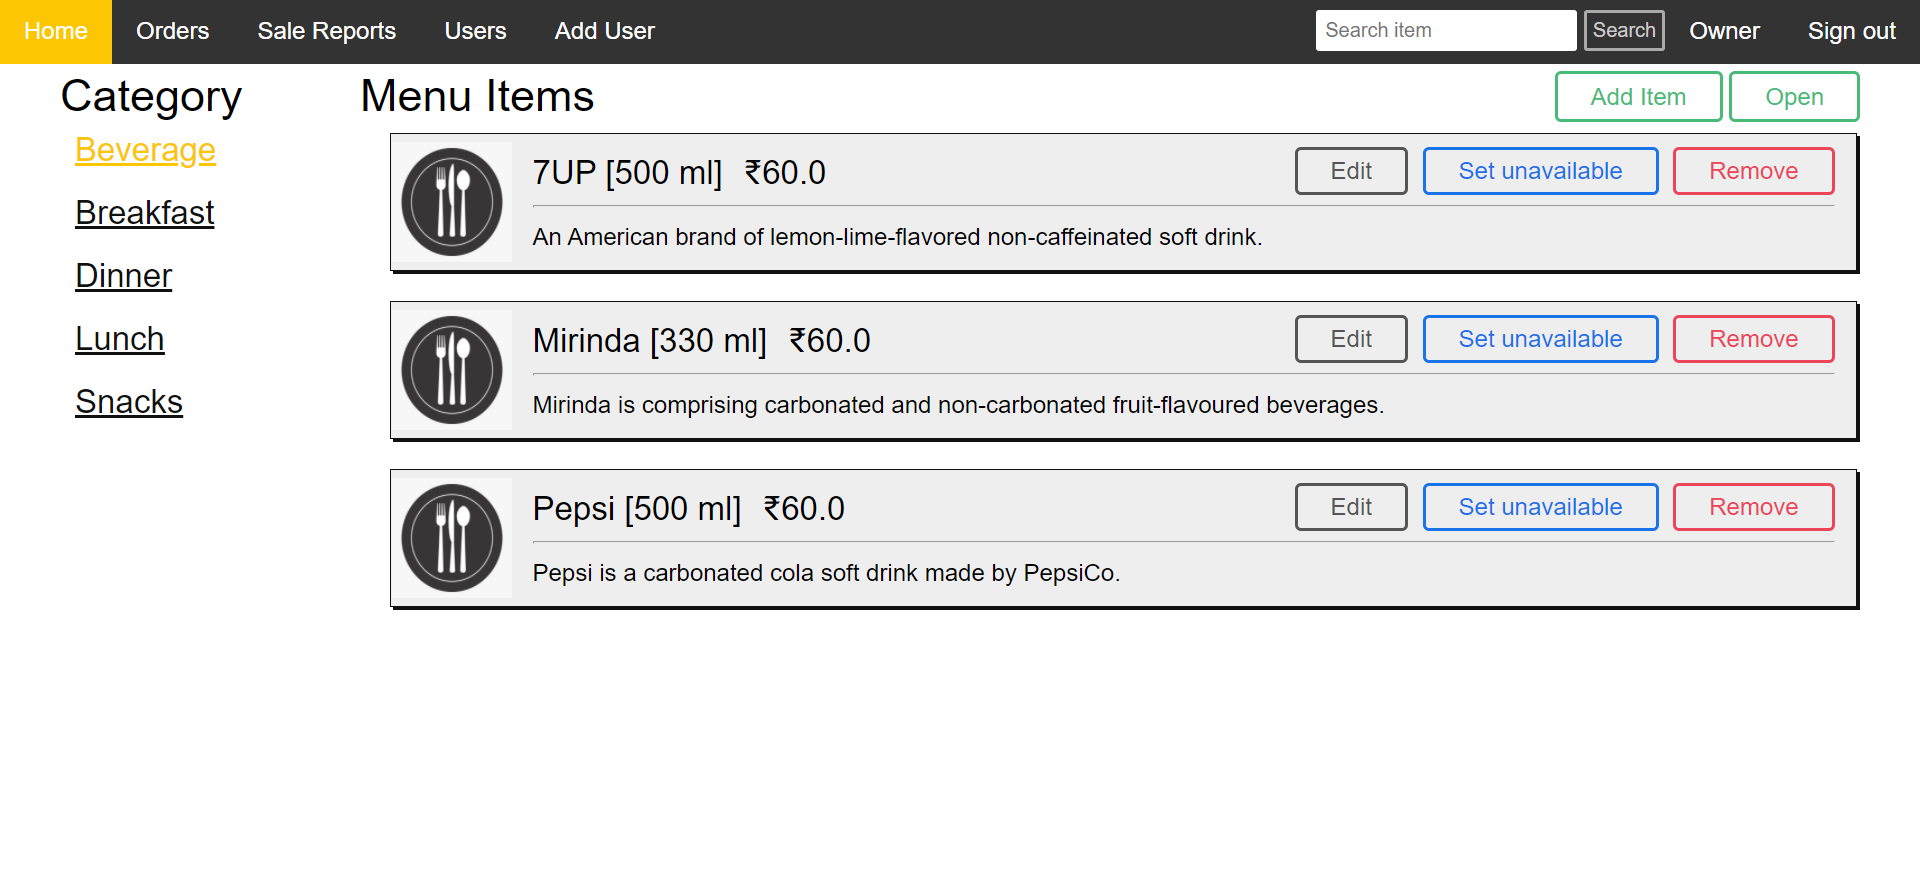 Home Orders Sale Reports Users Add User Search item Search Owner Sign out
Category
Beverage
Breakfast
Dinner
Lunch
Snacks
Menu Items Add Item Open
7UP [500 ml] ₹60.0 Edit Set unavailable Remove
An American brand of lemon-lime-flavored non-caffeinated soft drink.
Mirinda [330 ml] ₹60.0 Edit Set unavailable Remove
Mirinda is comprising carbonated and non-carbonated fruit-flavoured beverages.
Pepsi [500 ml] ₹60.0 Edit Set unavailable Remove
Pepsi is a carbonated cola soft drink made by PepsiCo.